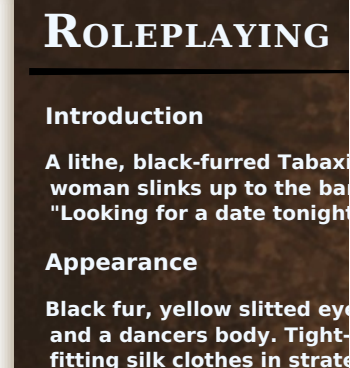 Roleplaying
Introduction
A lithe, black-furred Tabaxi
woman slinks up to the bar
"Looking for a date tonight
Appearance
Black fur, yellow slitted eye
and a dancers body. Tight-
fitting silk clothes in strate